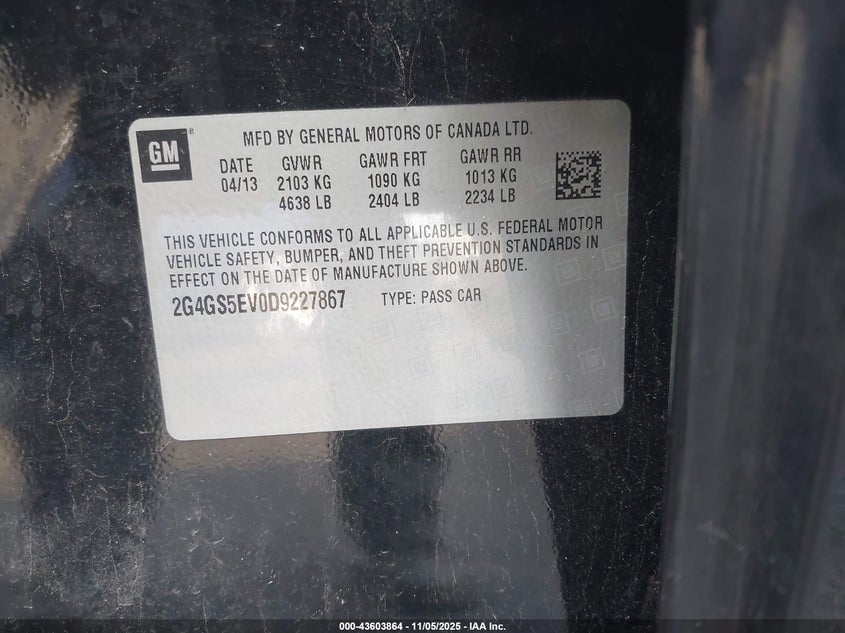 GM ®
MFD BY GENERAL MOTORS OF CANADA LTD.
DATE GVWR GAWR FRT GAWR RR
04/13 2103 KG 1090 KG 1013 KG
4638 LB 2404 LB 2234 LB
THIS VEHICLE CONFORMS TO ALL APPLICABLE U.S. FEDERAL MOTOR
VEHICLE SAFETY, BUMPER, AND THEFT PREVENTION STANDARDS IN
EFFECT ON THE DATE OF MANUFACTURE SHOWN ABOVE.
2G4GS5EV0D9227867 TYPE: PASS CAR
000-43603864 - 11/05/2025 - IAA Inc.